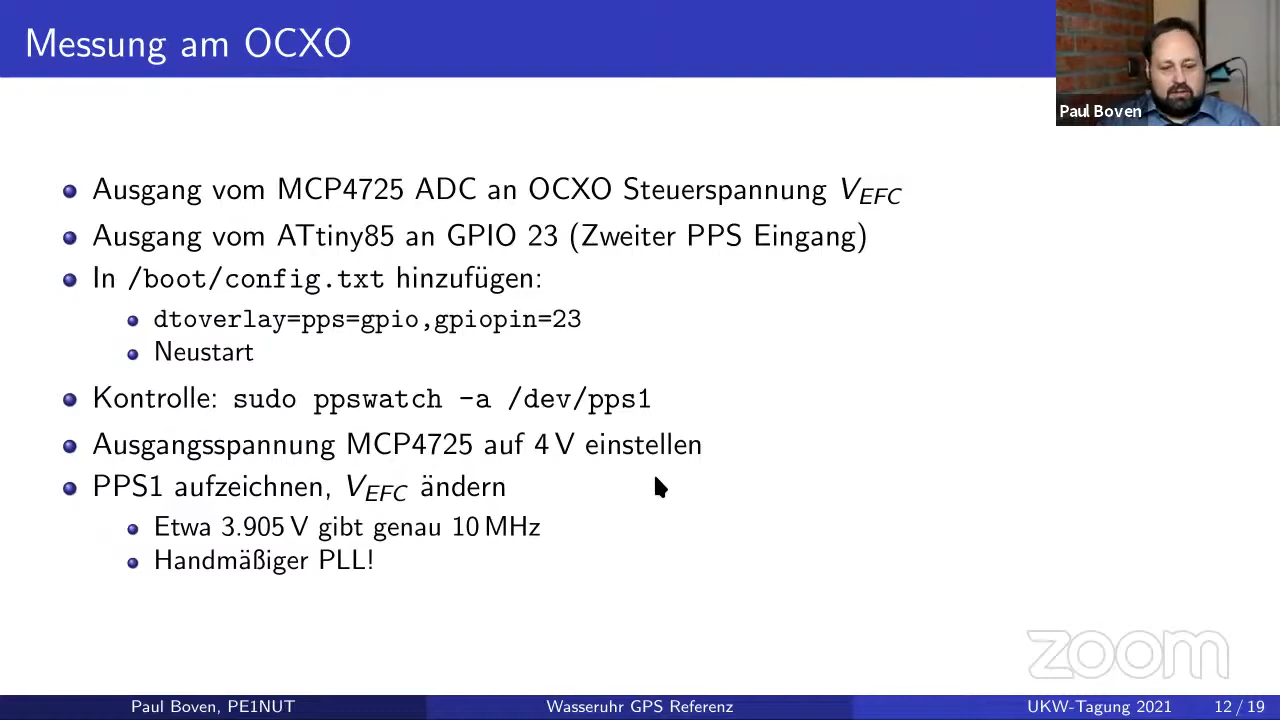 Messung am OCXO
Paul Boven
Ausgang vom MCP4725 ADC an OCXO Steuerspannung VEFC
Ausgang vom ATtiny85 an GPIO 23 (Zweiter PPS Eingang)
In /boot/config.txt hinzufügen:
dtoverlay=pps=gpio,gpiopin=23
Neustart
Kontrolle: sudo ppswatch -a /dev/pps1
Ausgangsspannung MCP4725 auf 4 V einstellen
PPS1 aufzeichnen, VEFC ändern
Etwa 3.905 V gibt genau 10 MHz
Handmäßiger PLL!
zoom
Paul Boven, PE1NUT
Wasseruhr GPS Referenz
UKW-Tagung 2021
12 / 19